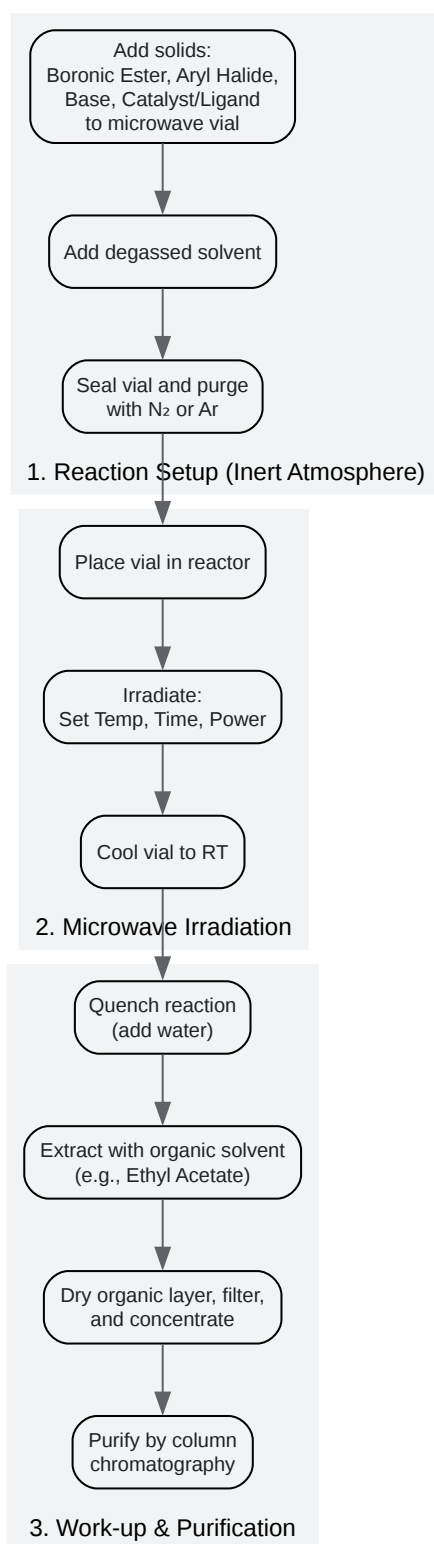 Add solids:
Boronic Ester, Aryl Halide,
Base, Catalyst/Ligand
to microwave vial
Add degassed solvent
Seal vial and purge
with N₂ or Ar
1. Reaction Setup (Inert Atmosphere)
Place vial in reactor
Irradiate:
Set Temp, Time, Power
Cool vial to RT
2. Microwave Irradiation
Quench reaction
(add water)
Extract with organic solvent
(e.g., Ethyl Acetate)
Dry organic layer, filter,
and concentrate
Purify by column
chromatography
3. Work-up & Purification